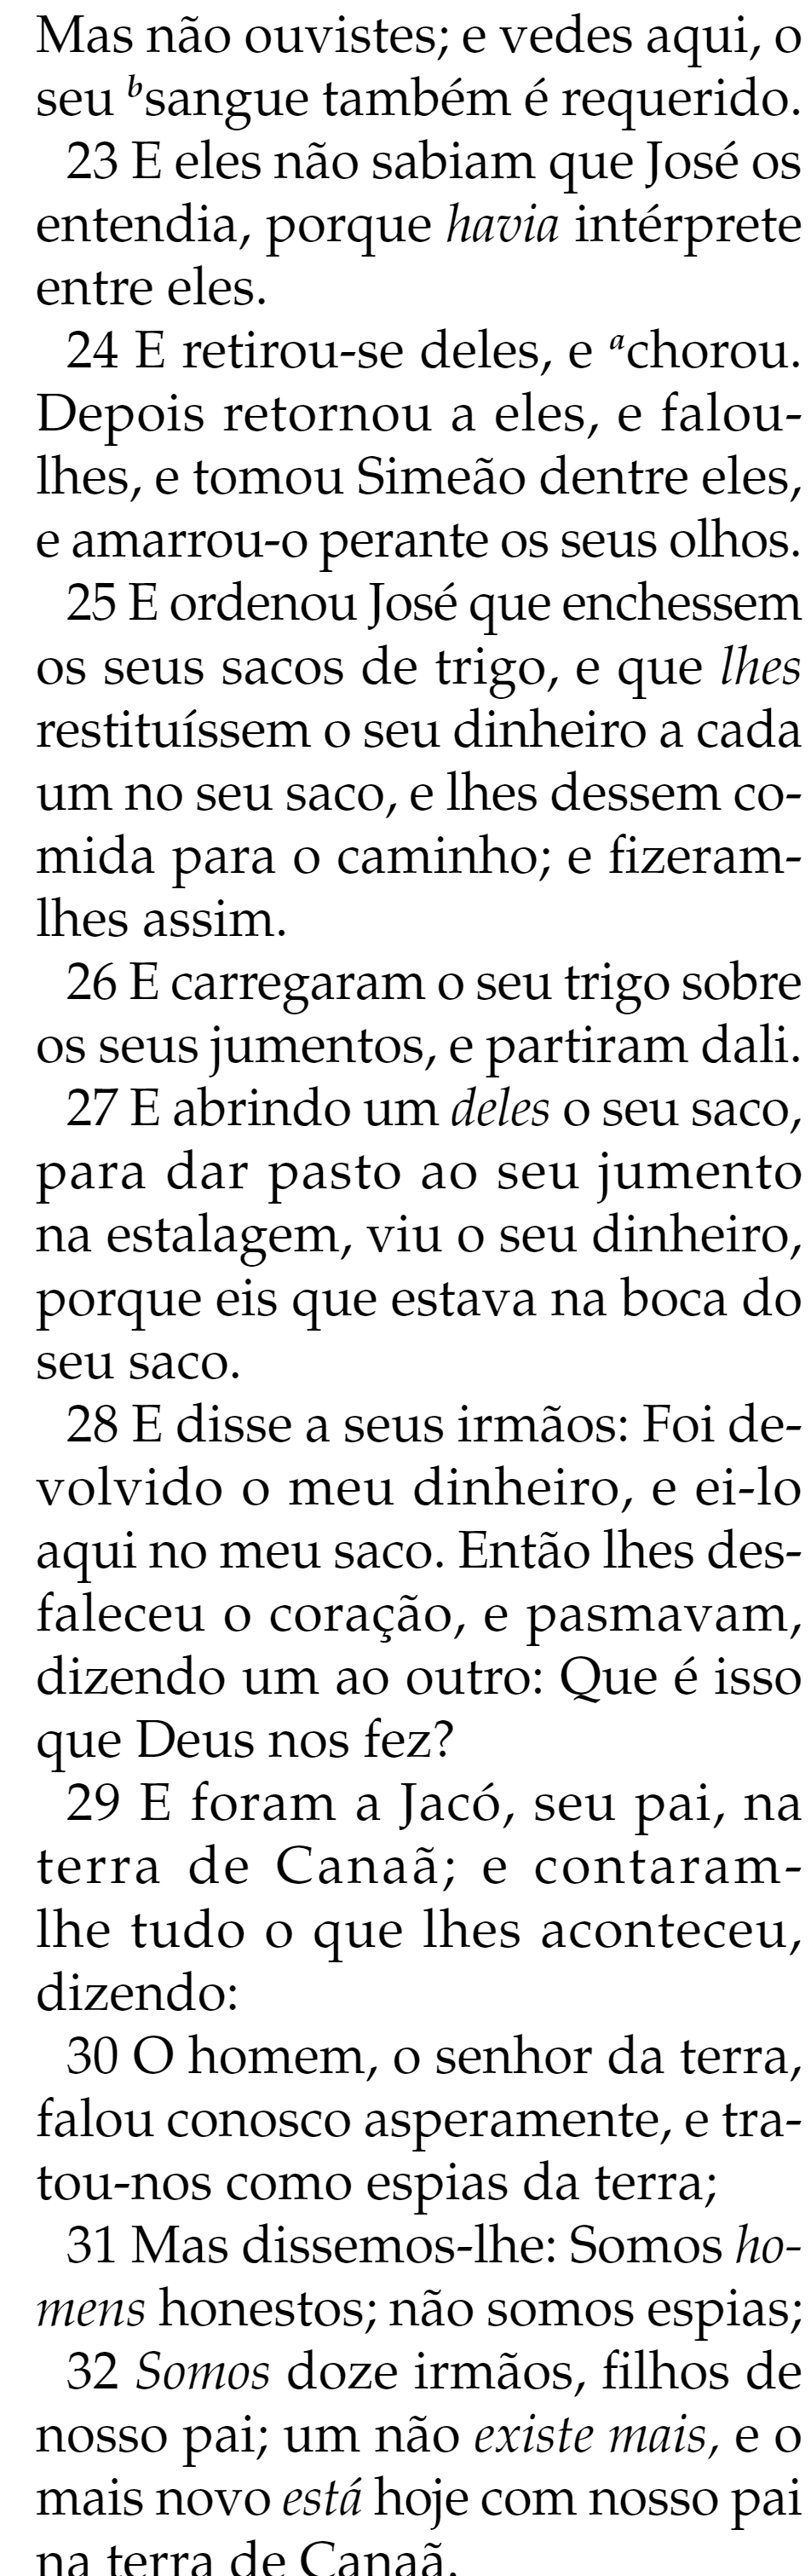 Mas não ouvistes; e vedes aqui, o
seu ᵇsangue também é requerido.
23 E eles não sabiam que José os
entendia, porque havia intérprete
entre eles.
24 E retirou-se deles, e ᵃchorou.
Depois retornou a eles, e falou-
lhes, e tomou Simeão dentre eles,
e amarrou-o perante os seus olhos.
25 E ordenou José que enchessem
os seus sacos de trigo, e que lhes
restituíssem o seu dinheiro a cada
um no seu saco, e lhes dessem co-
mida para o caminho; e fizeram-
lhes assim.
26 E carregaram o seu trigo sobre
os seus jumentos, e partiram dali.
27 E abrindo um deles o seu saco,
para dar pasto ao seu jumento
na estalagem, viu o seu dinheiro,
porque eis que estava na boca do
seu saco.
28 E disse a seus irmãos: Foi de-
volvido o meu dinheiro, e ei-lo
aqui no meu saco. Então lhes des-
faleceu o coração, e pasmavam,
dizendo um ao outro: Que é isso
que Deus nos fez?
29 E foram a Jacó, seu pai, na
terra de Canaã; e contaram-
lhe tudo o que lhes aconteceu,
dizendo:
30 O homem, o senhor da terra,
falou conosco asperamente, e tra-
tou-nos como espias da terra;
31 Mas dissemos-lhe: Somos ho-
mens honestos; não somos espias;
32 Somos doze irmãos, filhos de
nosso pai; um não existe mais, e o
mais novo está hoje com nosso pai
na terra de Canaã.